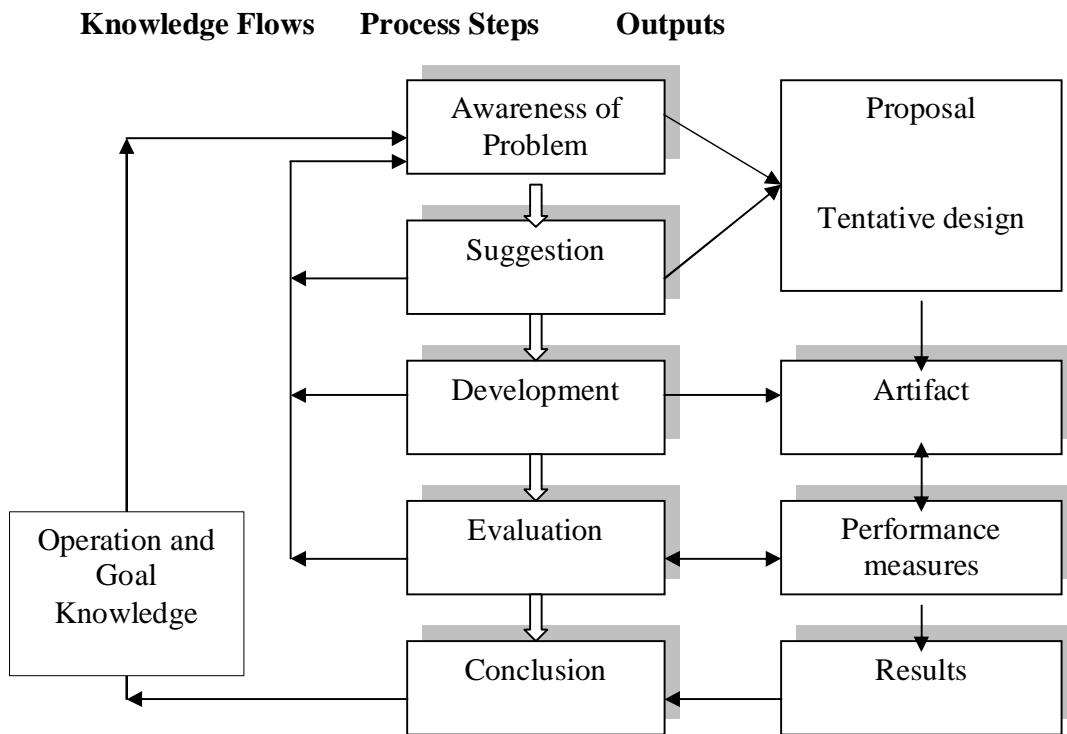 Knowledge Flows Process Steps Outputs
Awareness of
Problem
Proposal
Tentative design
Suggestion
Development
Artifact
Evaluation
Performance
measures
Operation and
Goal
Knowledge
Conclusion
Results